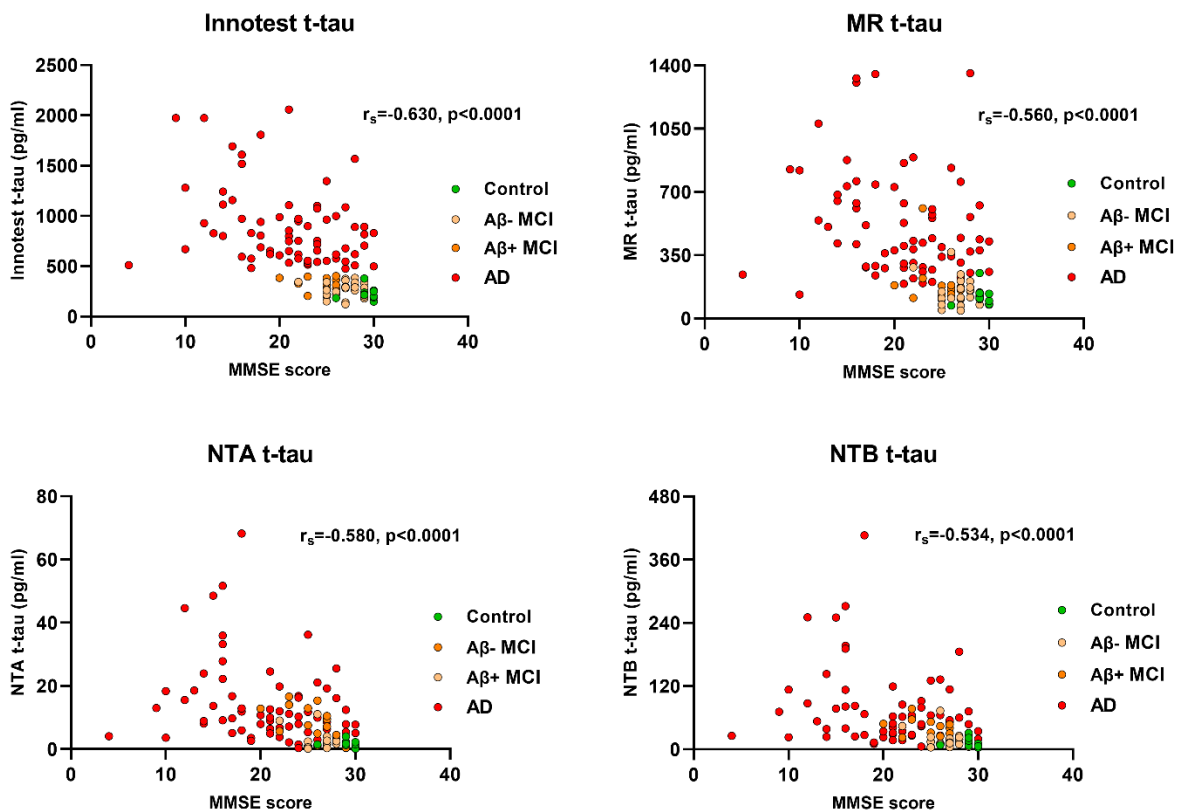 Innotest t-tau
Innotest t-tau (pg/ml)
2500
2000
1500
1000
500
0
0
10
20
30
40
MMSE score
rs=-0.630, p<0.0001
Control
Aβ- MCI
Aβ+ MCI
AD
MR t-tau
MR t-tau (pg/ml)
1400
1050
700
350
0
0
10
20
30
40
MMSE score
rs=-0.560, p<0.0001
Control
Aβ- MCI
Aβ+ MCI
AD
NTA t-tau
NTA t-tau (pg/ml)
80
60
40
20
0
0
10
20
30
40
MMSE score
rs=-0.580, p<0.0001
Control
Aβ- MCI
Aβ+ MCI
AD
NTB t-tau
NTB t-tau (pg/ml)
480
360
240
120
0
0
10
20
30
40
MMSE score
rs=-0.534, p<0.0001
Control
Aβ- MCI
Aβ+ MCI
AD